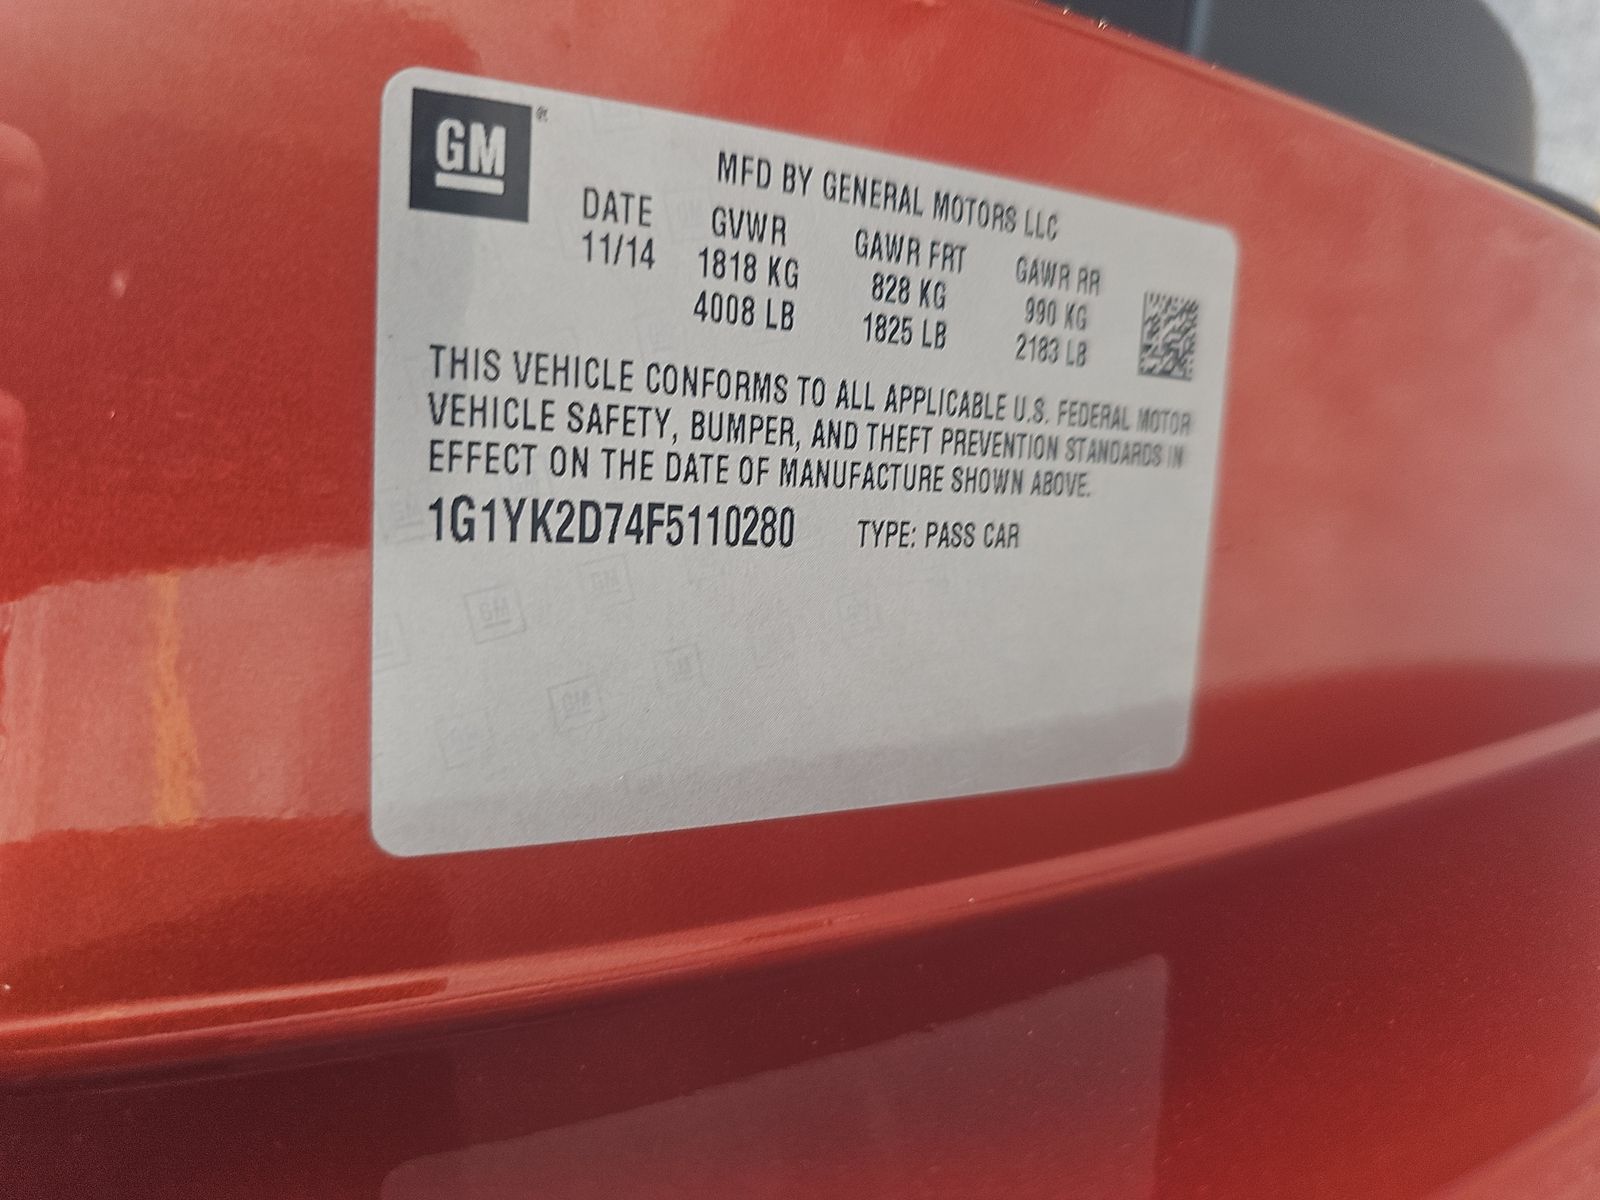 GM
MFD BY GENERAL MOTORS LLC
DATE GVWR GAWR FRT GAWR RR
11/14 1818 KG 828 KG 990 KG
4008 LB 1825 LB 2183 LB
THIS VEHICLE CONFORMS TO ALL APPLICABLE U.S. FEDERAL MOTOR
VEHICLE SAFETY, BUMPER, AND THEFT PREVENTION STANDARDS IN
EFFECT ON THE DATE OF MANUFACTURE SHOWN ABOVE.
1G1YK2D74F5110280 TYPE: PASS CAR